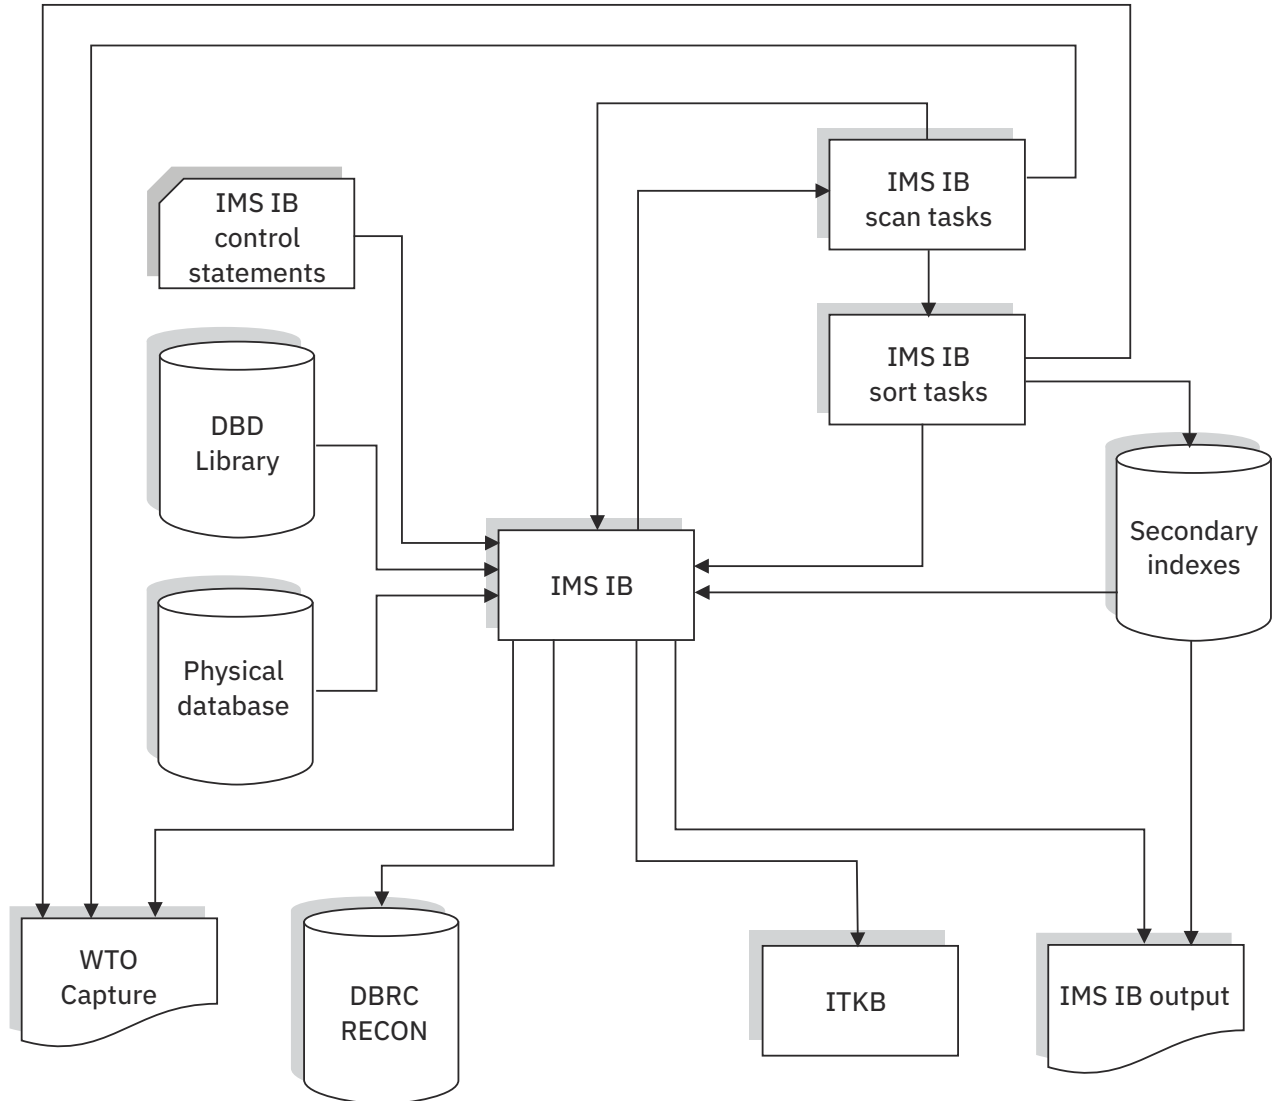 IMS IB
control
statements
IMS IB
scan tasks
IMS IB
sort tasks
DBD
Library
Secondary
indexes
IMS IB
Physical
database
WTO
Capture
DBRC
RECON
ITKB
IMS IB output